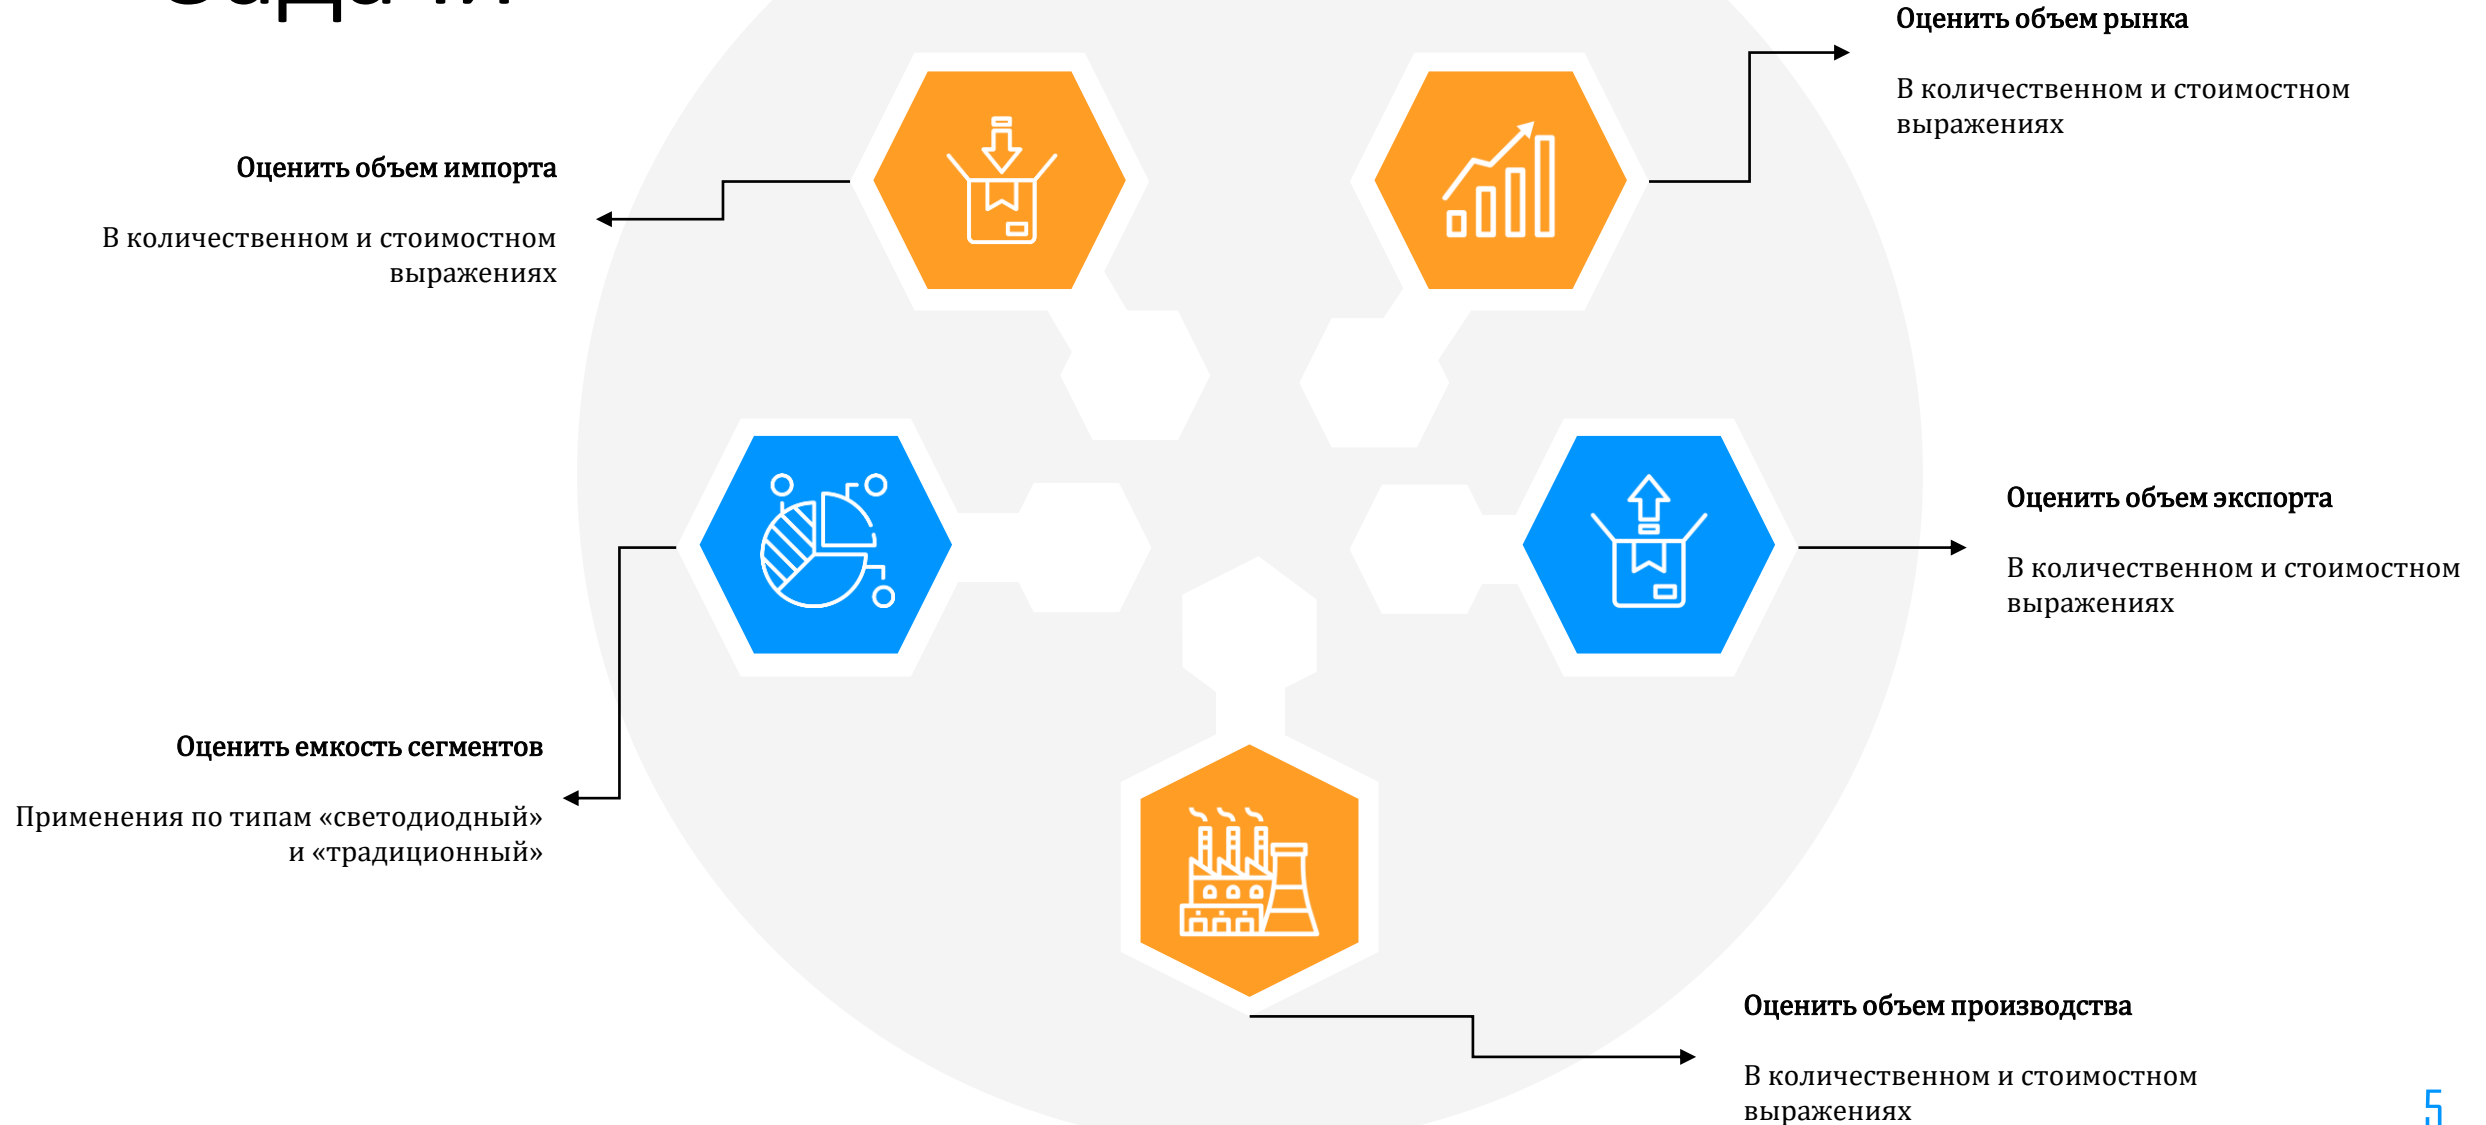 Задачи
Оценить объем рынка
В количественном и стоимостном
выражениях
Оценить объем импорта
В количественном и стоимостном
выражениях
Оценить объем экспорта
В количественном и стоимостном
выражениях
Оценить емкость сегментов
Применения по типам «светодиодный»
и «традиционный»
Оценить объем производства
В количественном и стоимостном
выражениях
5